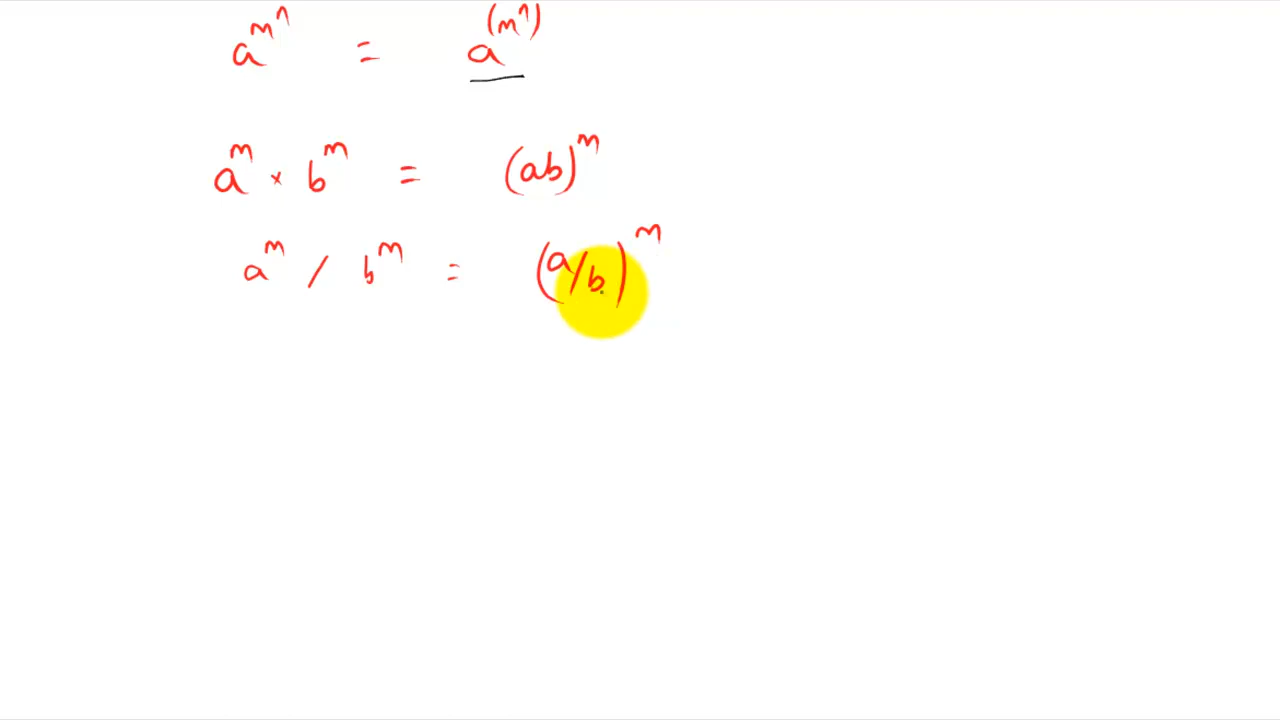 a^m^n = a^(m^n)
a^m × b^m = (ab)^m
a^m / b^m = (a/b)^m